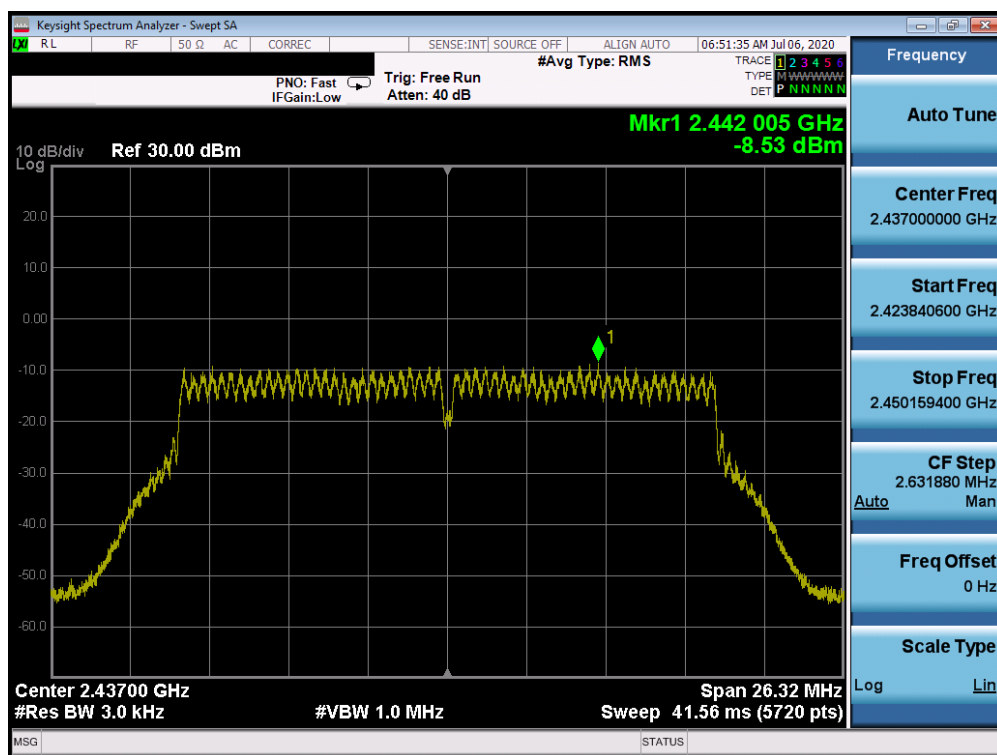 Keysight Spectrum Analyzer - Swept SA
LXI RL RF 50 Ω AC CORREC SENSE:INT SOURCE OFF ALIGN AUTO 06:51:35 AM Jul 06, 2020
#Avg Type: RMS
TRACE 1 2 3 4 5 6
PNO: Fast Trig: Free Run TYPE M W W W W W
IFGain:Low Atten: 40 dB DET P N N N N N
Mkr1 2.442 005 GHz
-8.53 dBm
10 dB/div Ref 30.00 dBm
Log
20.0
10.0
0.00
1
-10.0
-20.0
-30.0
-40.0
-50.0
-60.0
Center 2.43700 GHz Span 26.32 MHz
#Res BW 3.0 kHz #VBW 1.0 MHz Sweep 41.56 ms (5720 pts)
MSG STATUS
Frequency
Auto Tune
Center Freq
2.437000000 GHz
Start Freq
2.423840600 GHz
Stop Freq
2.450159400 GHz
CF Step
2.631880 MHz
Auto Man
Freq Offset
0 Hz
Scale Type
Log Lin